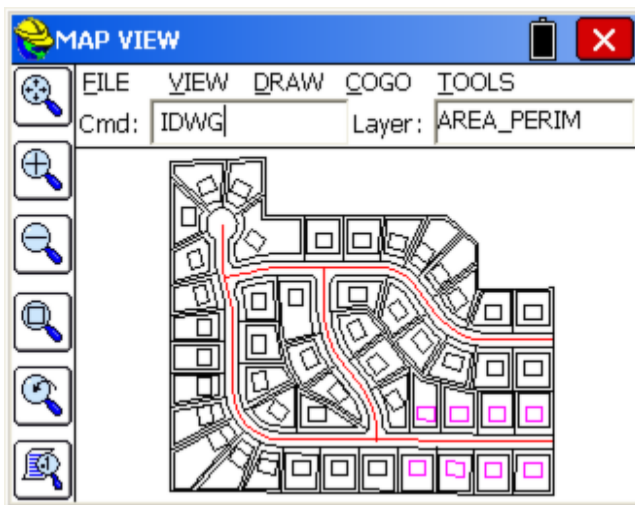 MAP VIEW
FILE VIEW DRAW COGO TOOLS
Cmd: IDWG Layer: AREA_PERIM